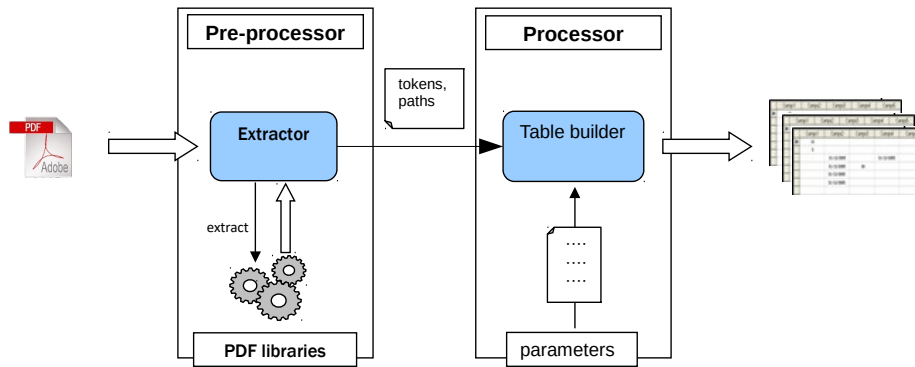 Pre-processor
Processor
tokens,
paths
PDF
Adobe
Extractor
Table builder
extract
....
....
....
PDF libraries
parameters